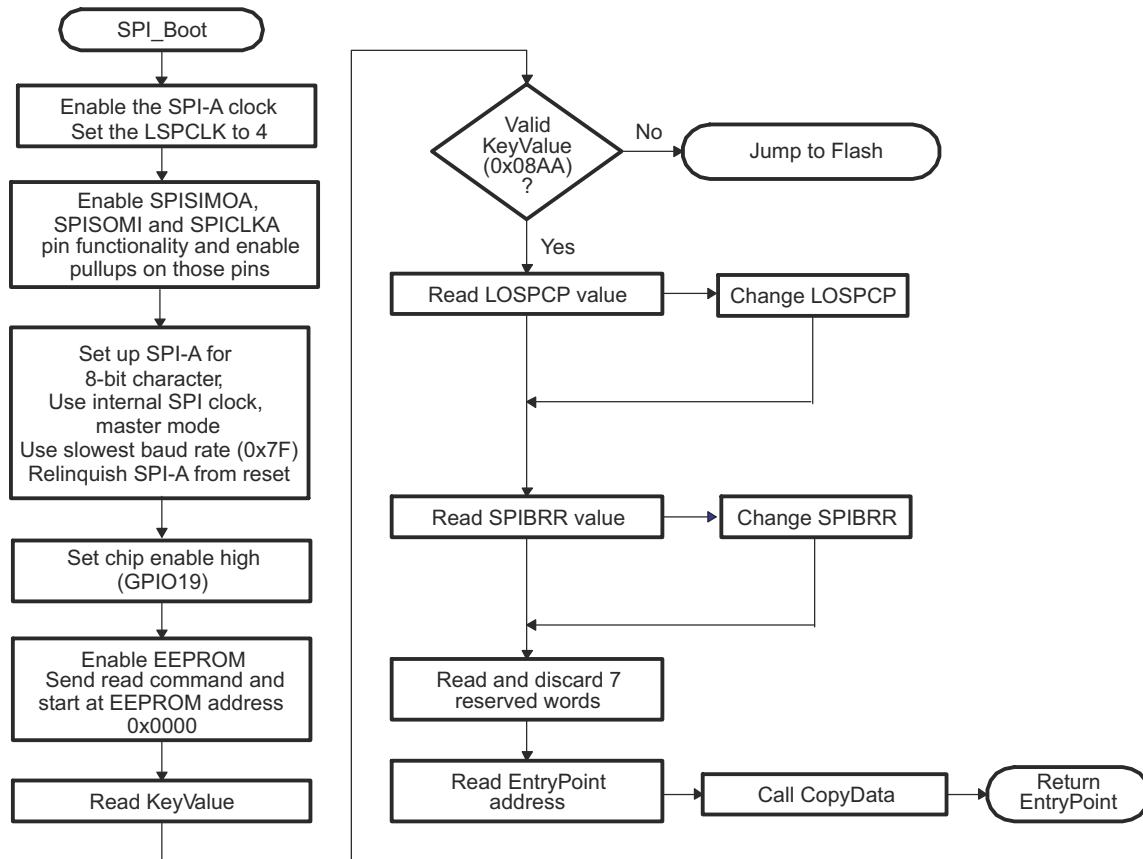 SPI_Boot
Enable the SPI-A clock
Set the LSPCLK to 4
Enable SPISIMOA,
SPISOMI and SPICLKA
pin functionality and enable
pullups on those pins
Set up SPI-A for
8-bit character,
Use internal SPI clock,
master mode
Use slowest baud rate (0x7F)
Relinquish SPI-A from reset
Set chip enable high
(GPIO19)
Enable EEPROM
Send read command and
start at EEPROM address
0x0000
Read KeyValue
Valid
KeyValue
(0x08AA)
?
No
Jump to Flash
Yes
Read LOSPCP value
Change LOSPCP
Read SPIBRR value
Change SPIBRR
Read and discard 7
reserved words
Read EntryPoint
address
Call CopyData
Return
EntryPoint